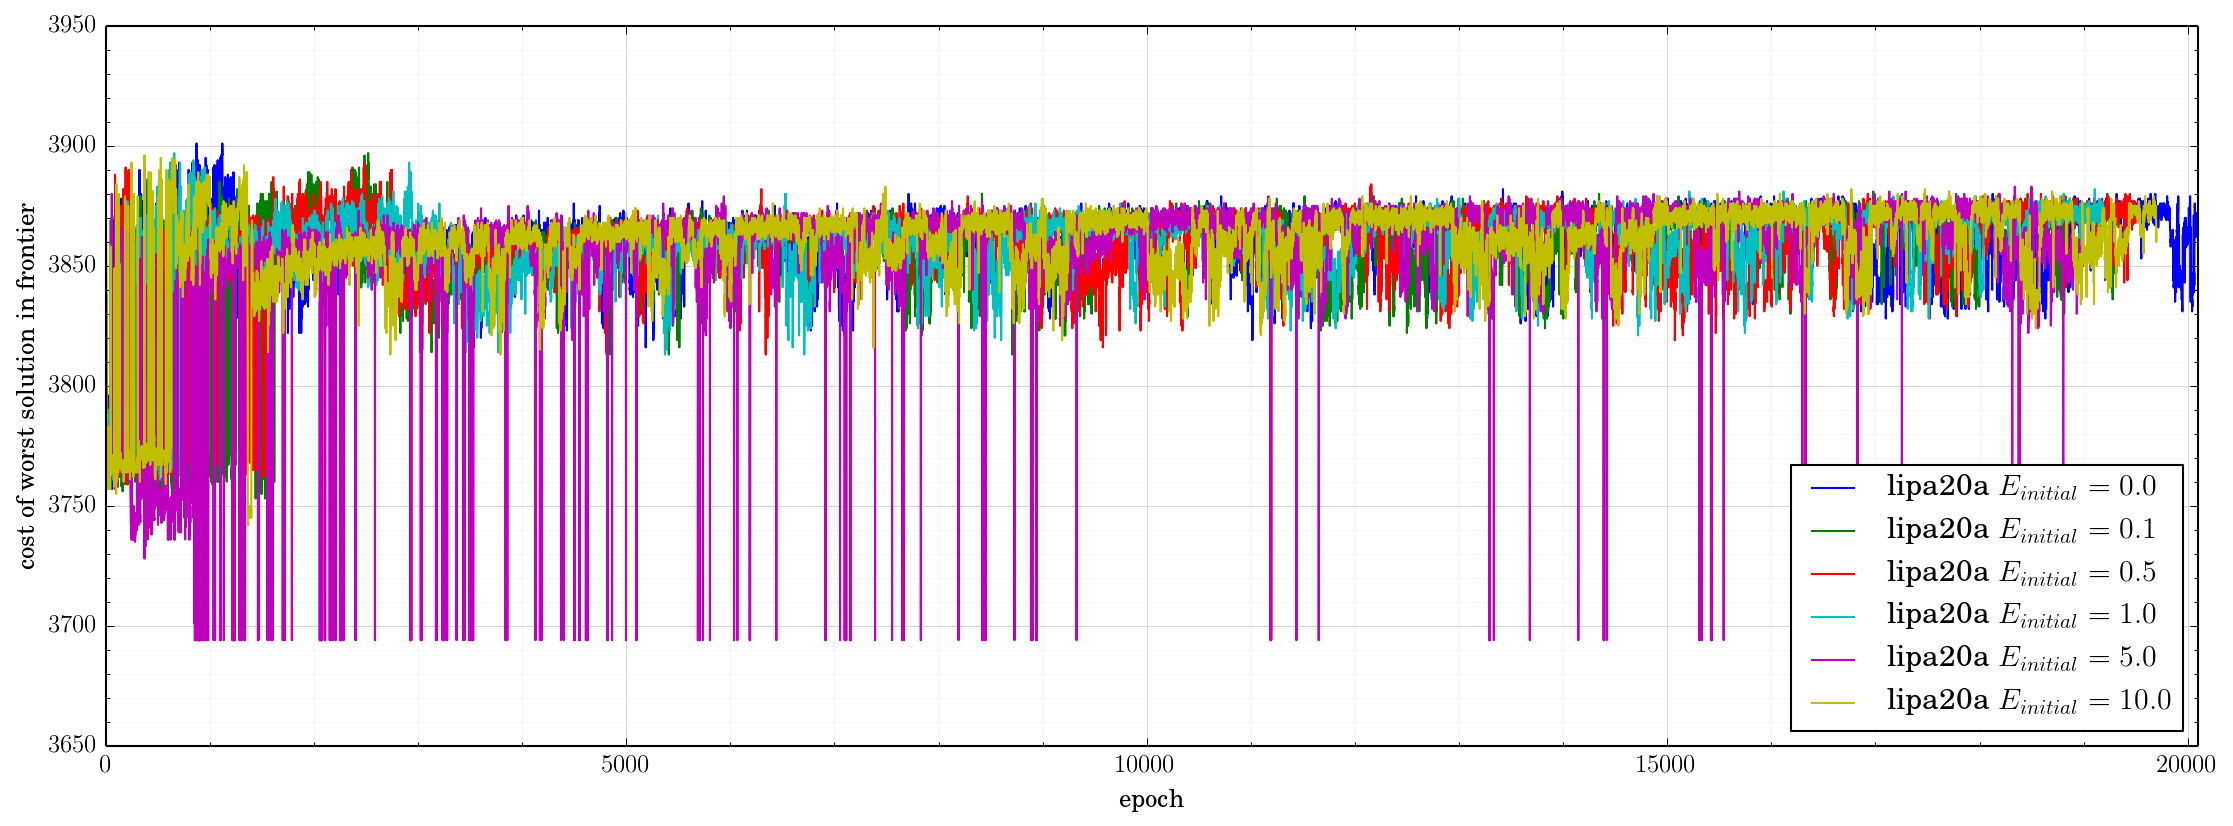 cost of worst solution in frontier
3950
3900
3850
3800
3750
3700
3650
0 5000 10000 15000 20000
epoch
lipa20a E_initial = 0.0
lipa20a E_initial = 0.1
lipa20a E_initial = 0.5
lipa20a E_initial = 1.0
lipa20a E_initial = 5.0
lipa20a E_initial = 10.0